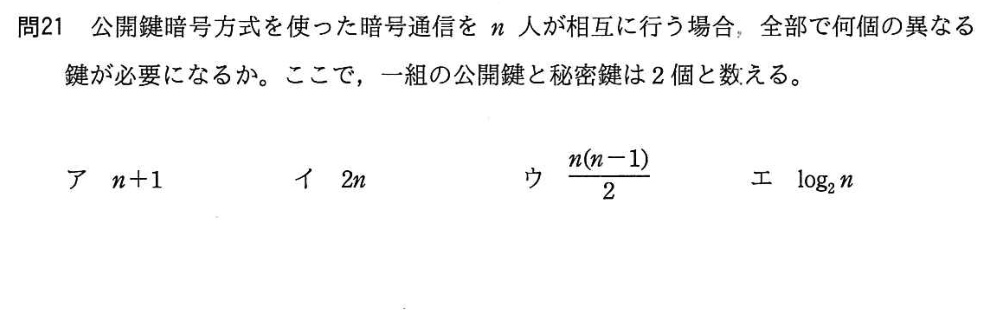 問21 公開鍵暗号方式を使った暗号通信を n 人が相互に行う場合，全部で何個の異なる
鍵が必要になるか。ここで，一組の公開鍵と秘密鍵は2個と数える。
ア n+1 イ 2n ウ n(n−1)/2 エ log₂ n